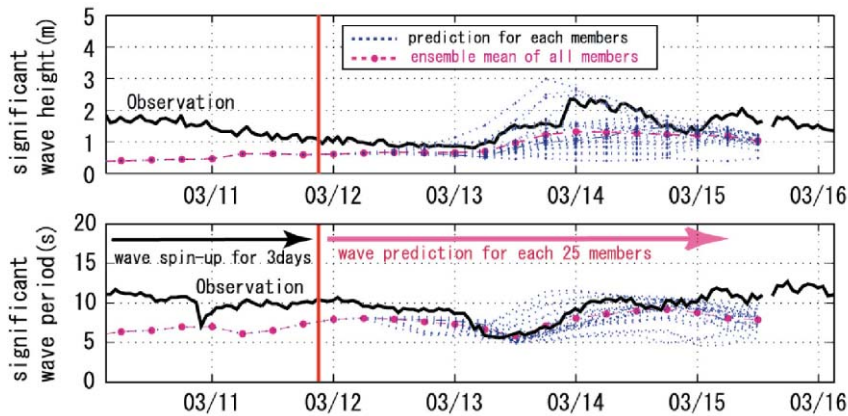 significant
wave height(m)
5
4
3
2
1
0
prediction for each members
ensemble mean of all members
Observation
03/11 03/12 03/13 03/14 03/15 03/16
significant
wave period(s)
20
15
10
5
0
wave spin-up for 3days
wave prediction for each 25 members
Observation
03/11 03/12 03/13 03/14 03/15 03/16